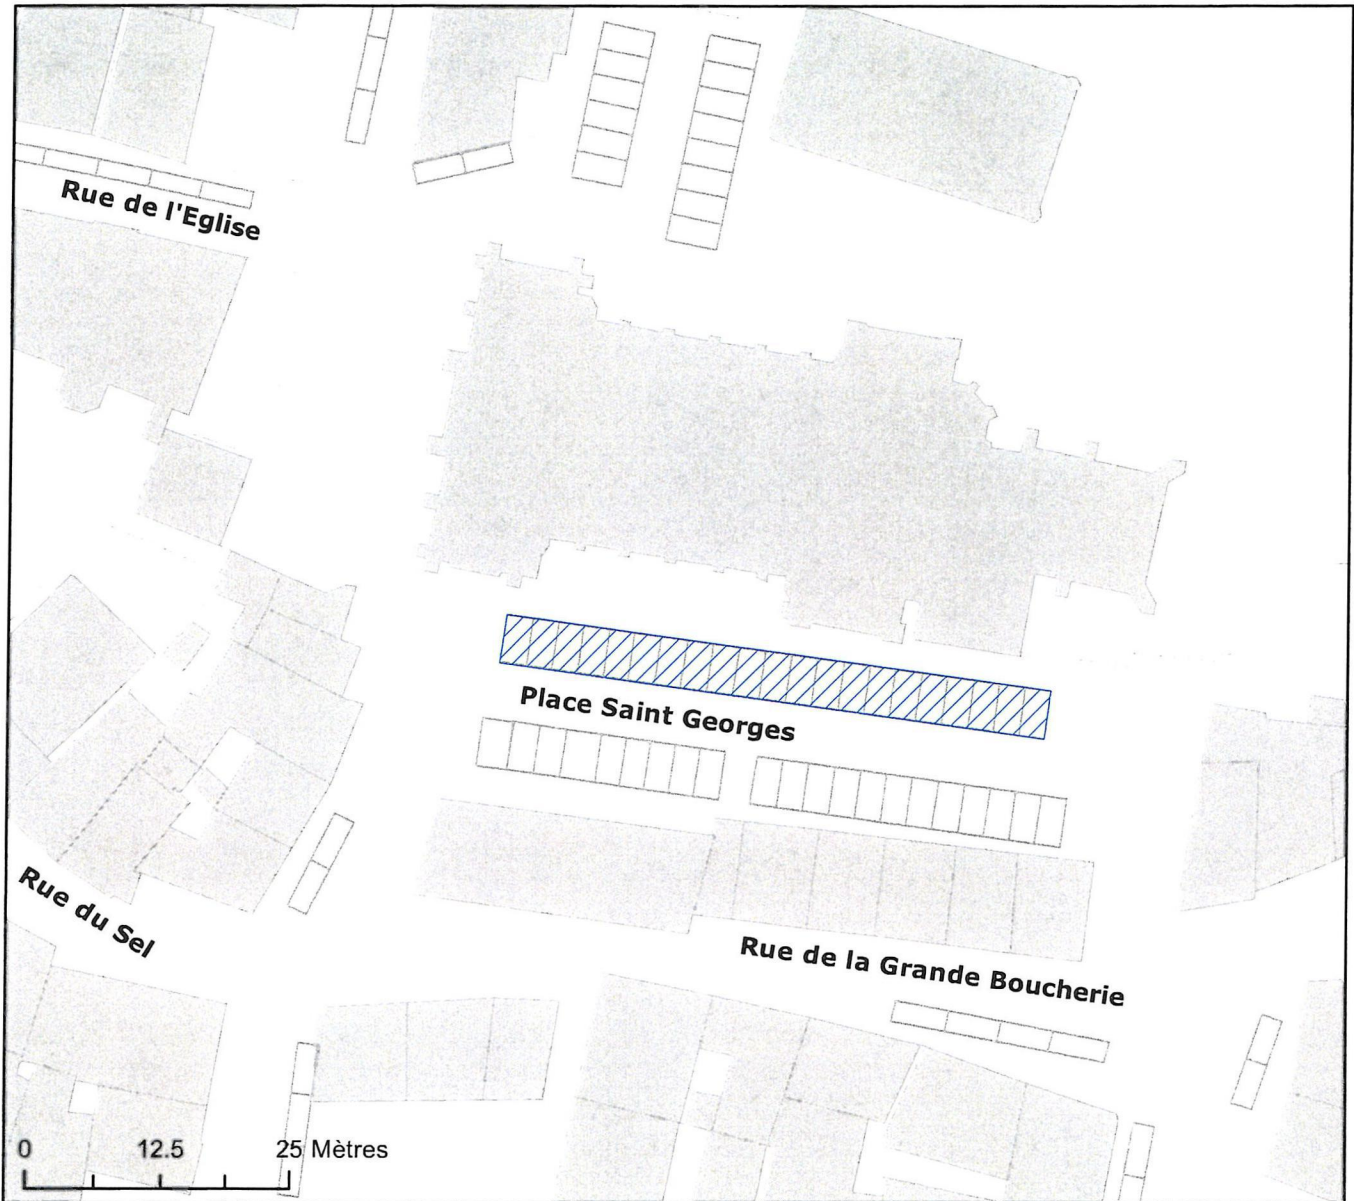 Rue de l'Eglise
Place Saint Georges
Rue du Sel
Rue de la Grande Boucherie
0 12.5 25 Mètres